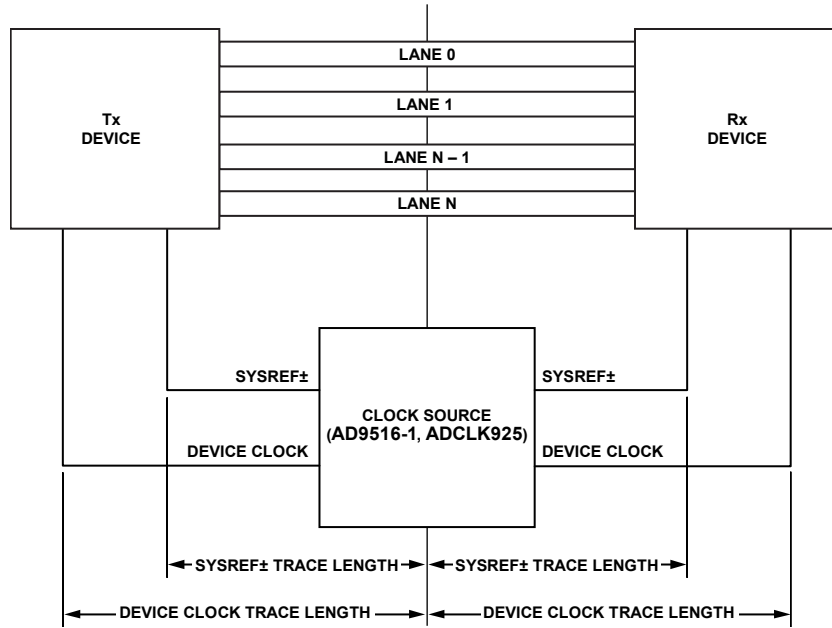 LANE 0
LANE 1
Tx
DEVICE
Rx
DEVICE
LANE N – 1
LANE N
SYSREF±
SYSREF±
CLOCK SOURCE
(AD9516-1, ADCLK925)
DEVICE CLOCK
DEVICE CLOCK
SYSREF± TRACE LENGTH
SYSREF± TRACE LENGTH
DEVICE CLOCK TRACE LENGTH
DEVICE CLOCK TRACE LENGTH